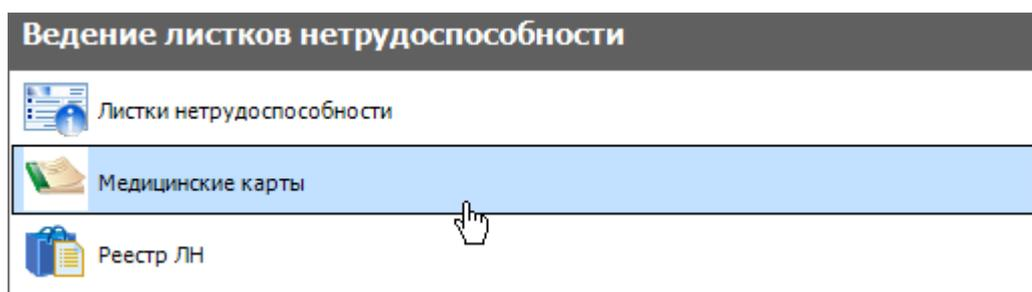 Ведение листков нетрудоспособности
Листки нетрудоспособности
Медицинские карты
Реестр ЛН